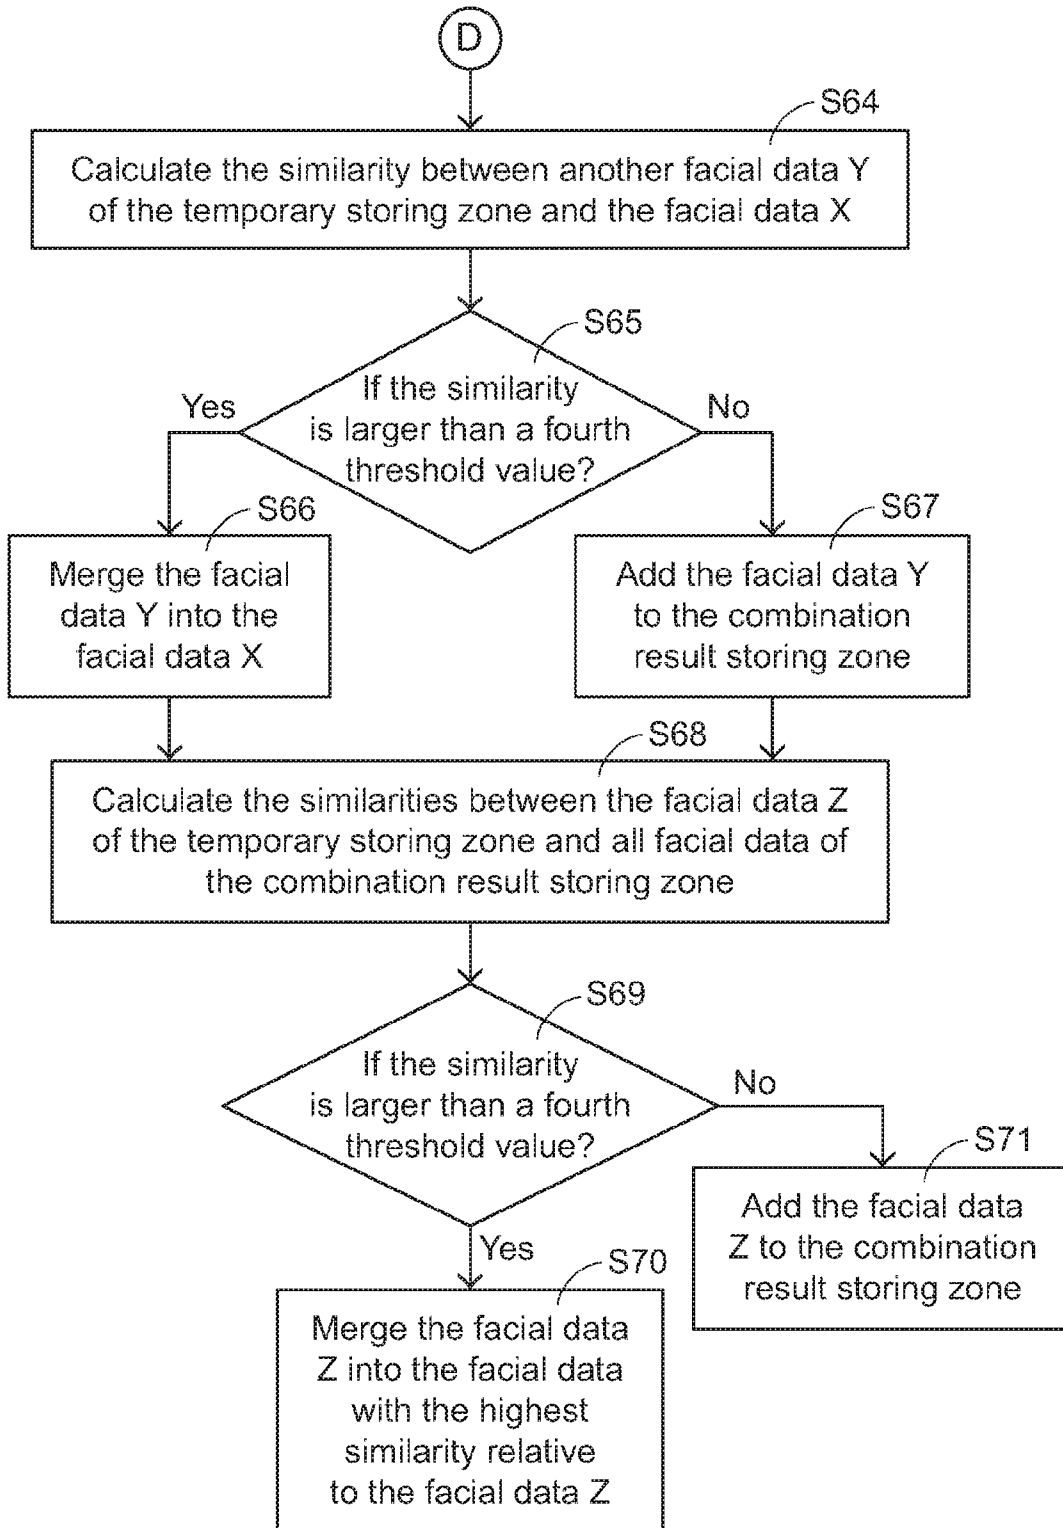 D
S64
Calculate the similarity between another facial data Y
of the temporary storing zone and the facial data X
S65
If the similarity
is larger than a fourth
threshold value?
Yes
No
S66
Merge the facial
data Y into the
facial data X
S67
Add the facial data Y
to the combination
result storing zone
S68
Calculate the similarities between the facial data Z
of the temporary storing zone and all facial data of
the combination result storing zone
S69
If the similarity
is larger than a fourth
threshold value?
No
S71
Add the facial data
Z to the combination
result storing zone
Yes
S70
Merge the facial data
Z into the facial data
with the highest
similarity relative
to the facial data Z